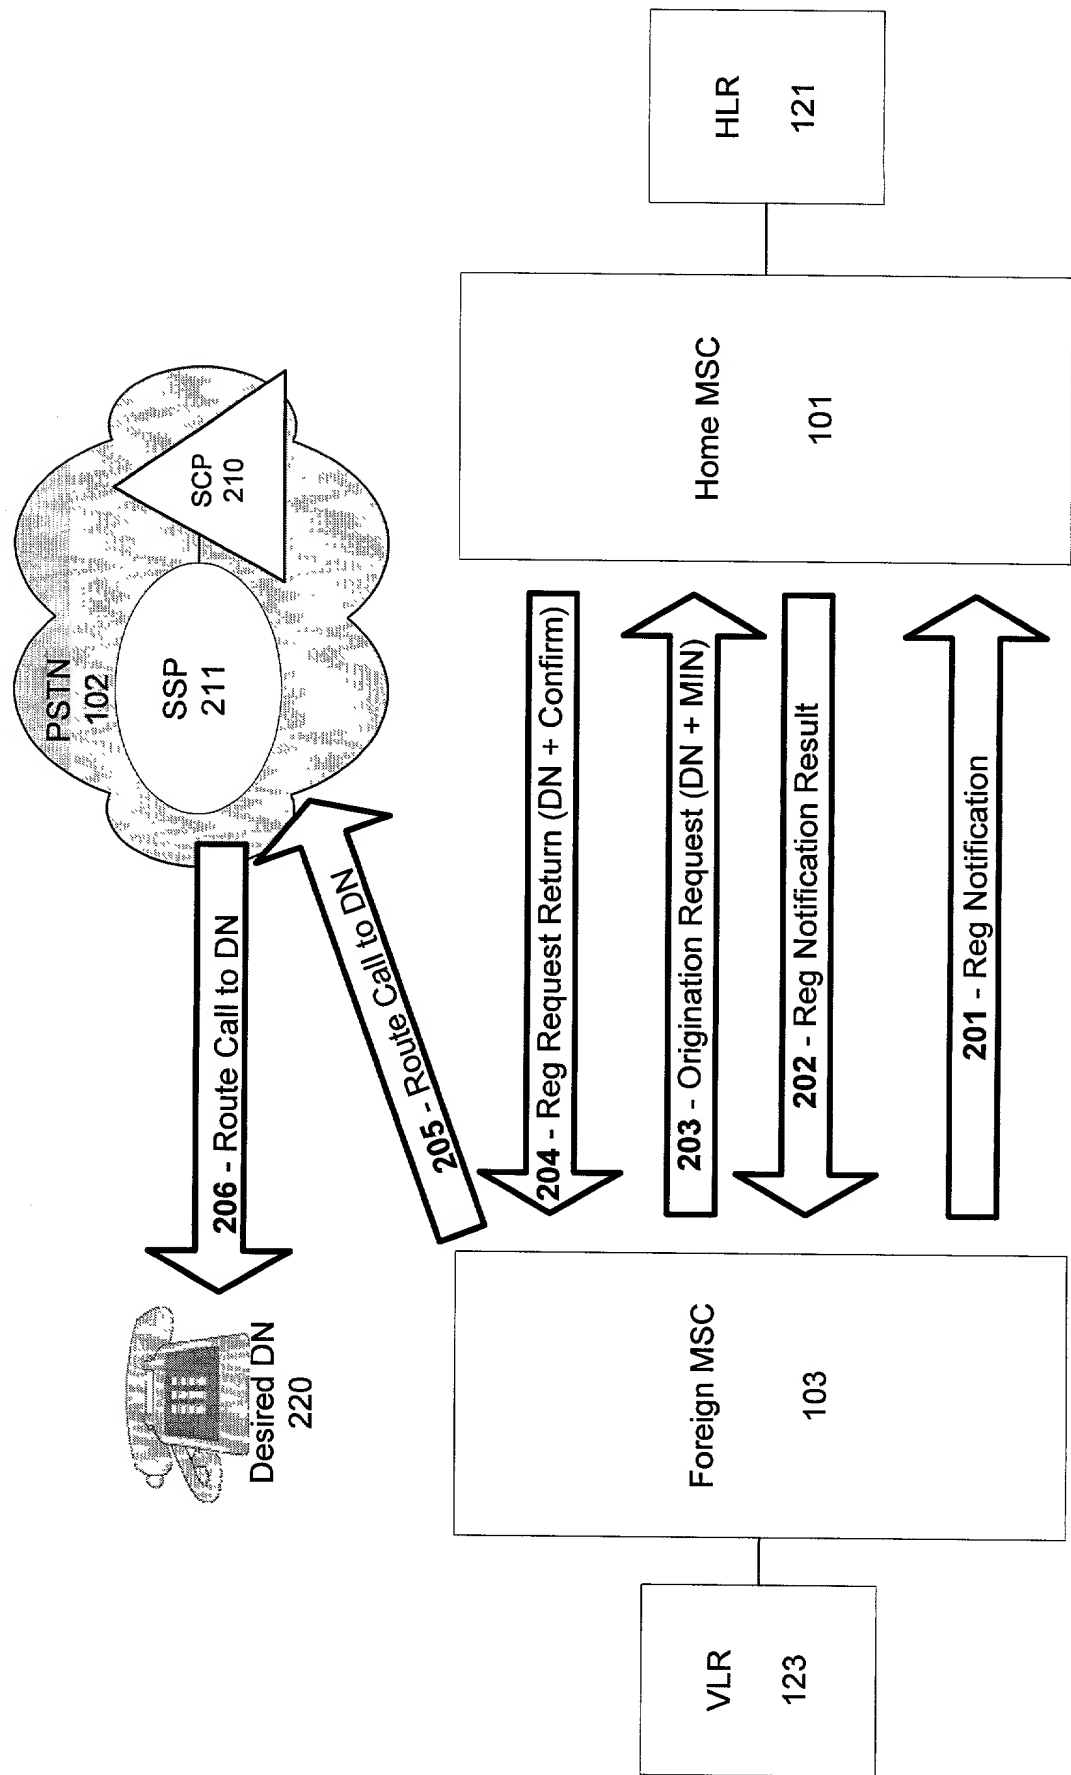 PSTN
102
SSP
211
SCP
210
206 - Route Call to DN
Desired DN
220
205 - Route Call to DN
204 - Reg Request Return (DN + Confirm)
203 - Origination Request (DN + MIN)
202 - Reg Notification Result
201 - Reg Notification
VLR
123
Foreign MSC
103
Home MSC
101
HLR
121